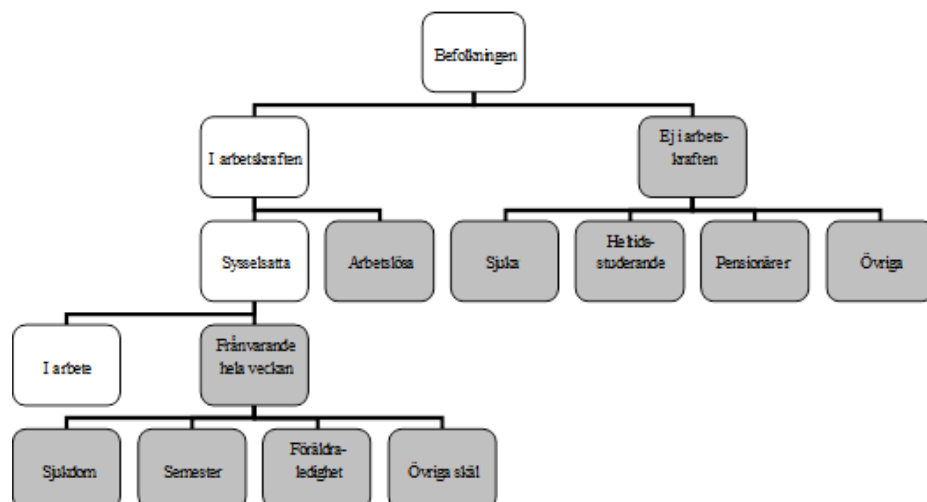 Befolkningen
I arbetskraften
Ej i arbets-
kraften
Sysselsatta
Arbetslösa
Sjuka
Heltids-
studerande
Pensionärer
Övriga
I arbete
Frånvarande
hela veckan
Sjukdom
Semester
Föräldra-
ledighet
Övriga skäl